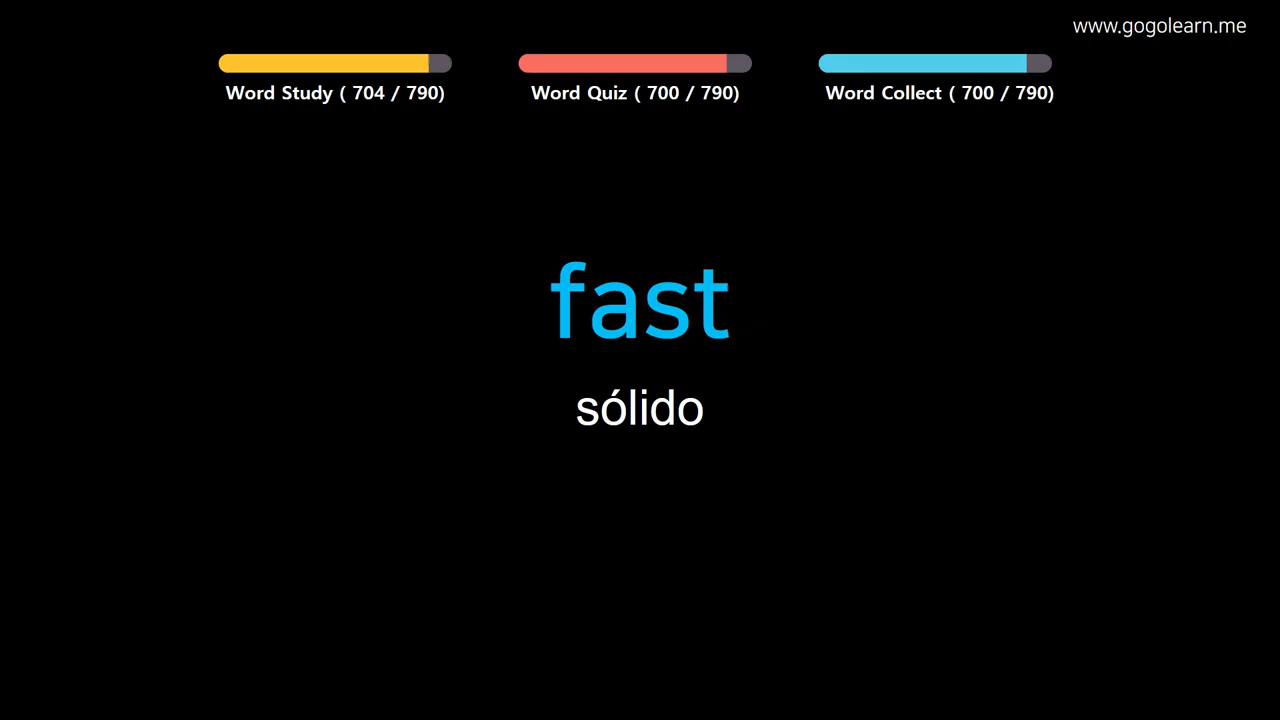 www.gogolearn.me
Word Study ( 704 / 790)
Word Quiz ( 700 / 790)
Word Collect ( 700 / 790)
fast
sólido